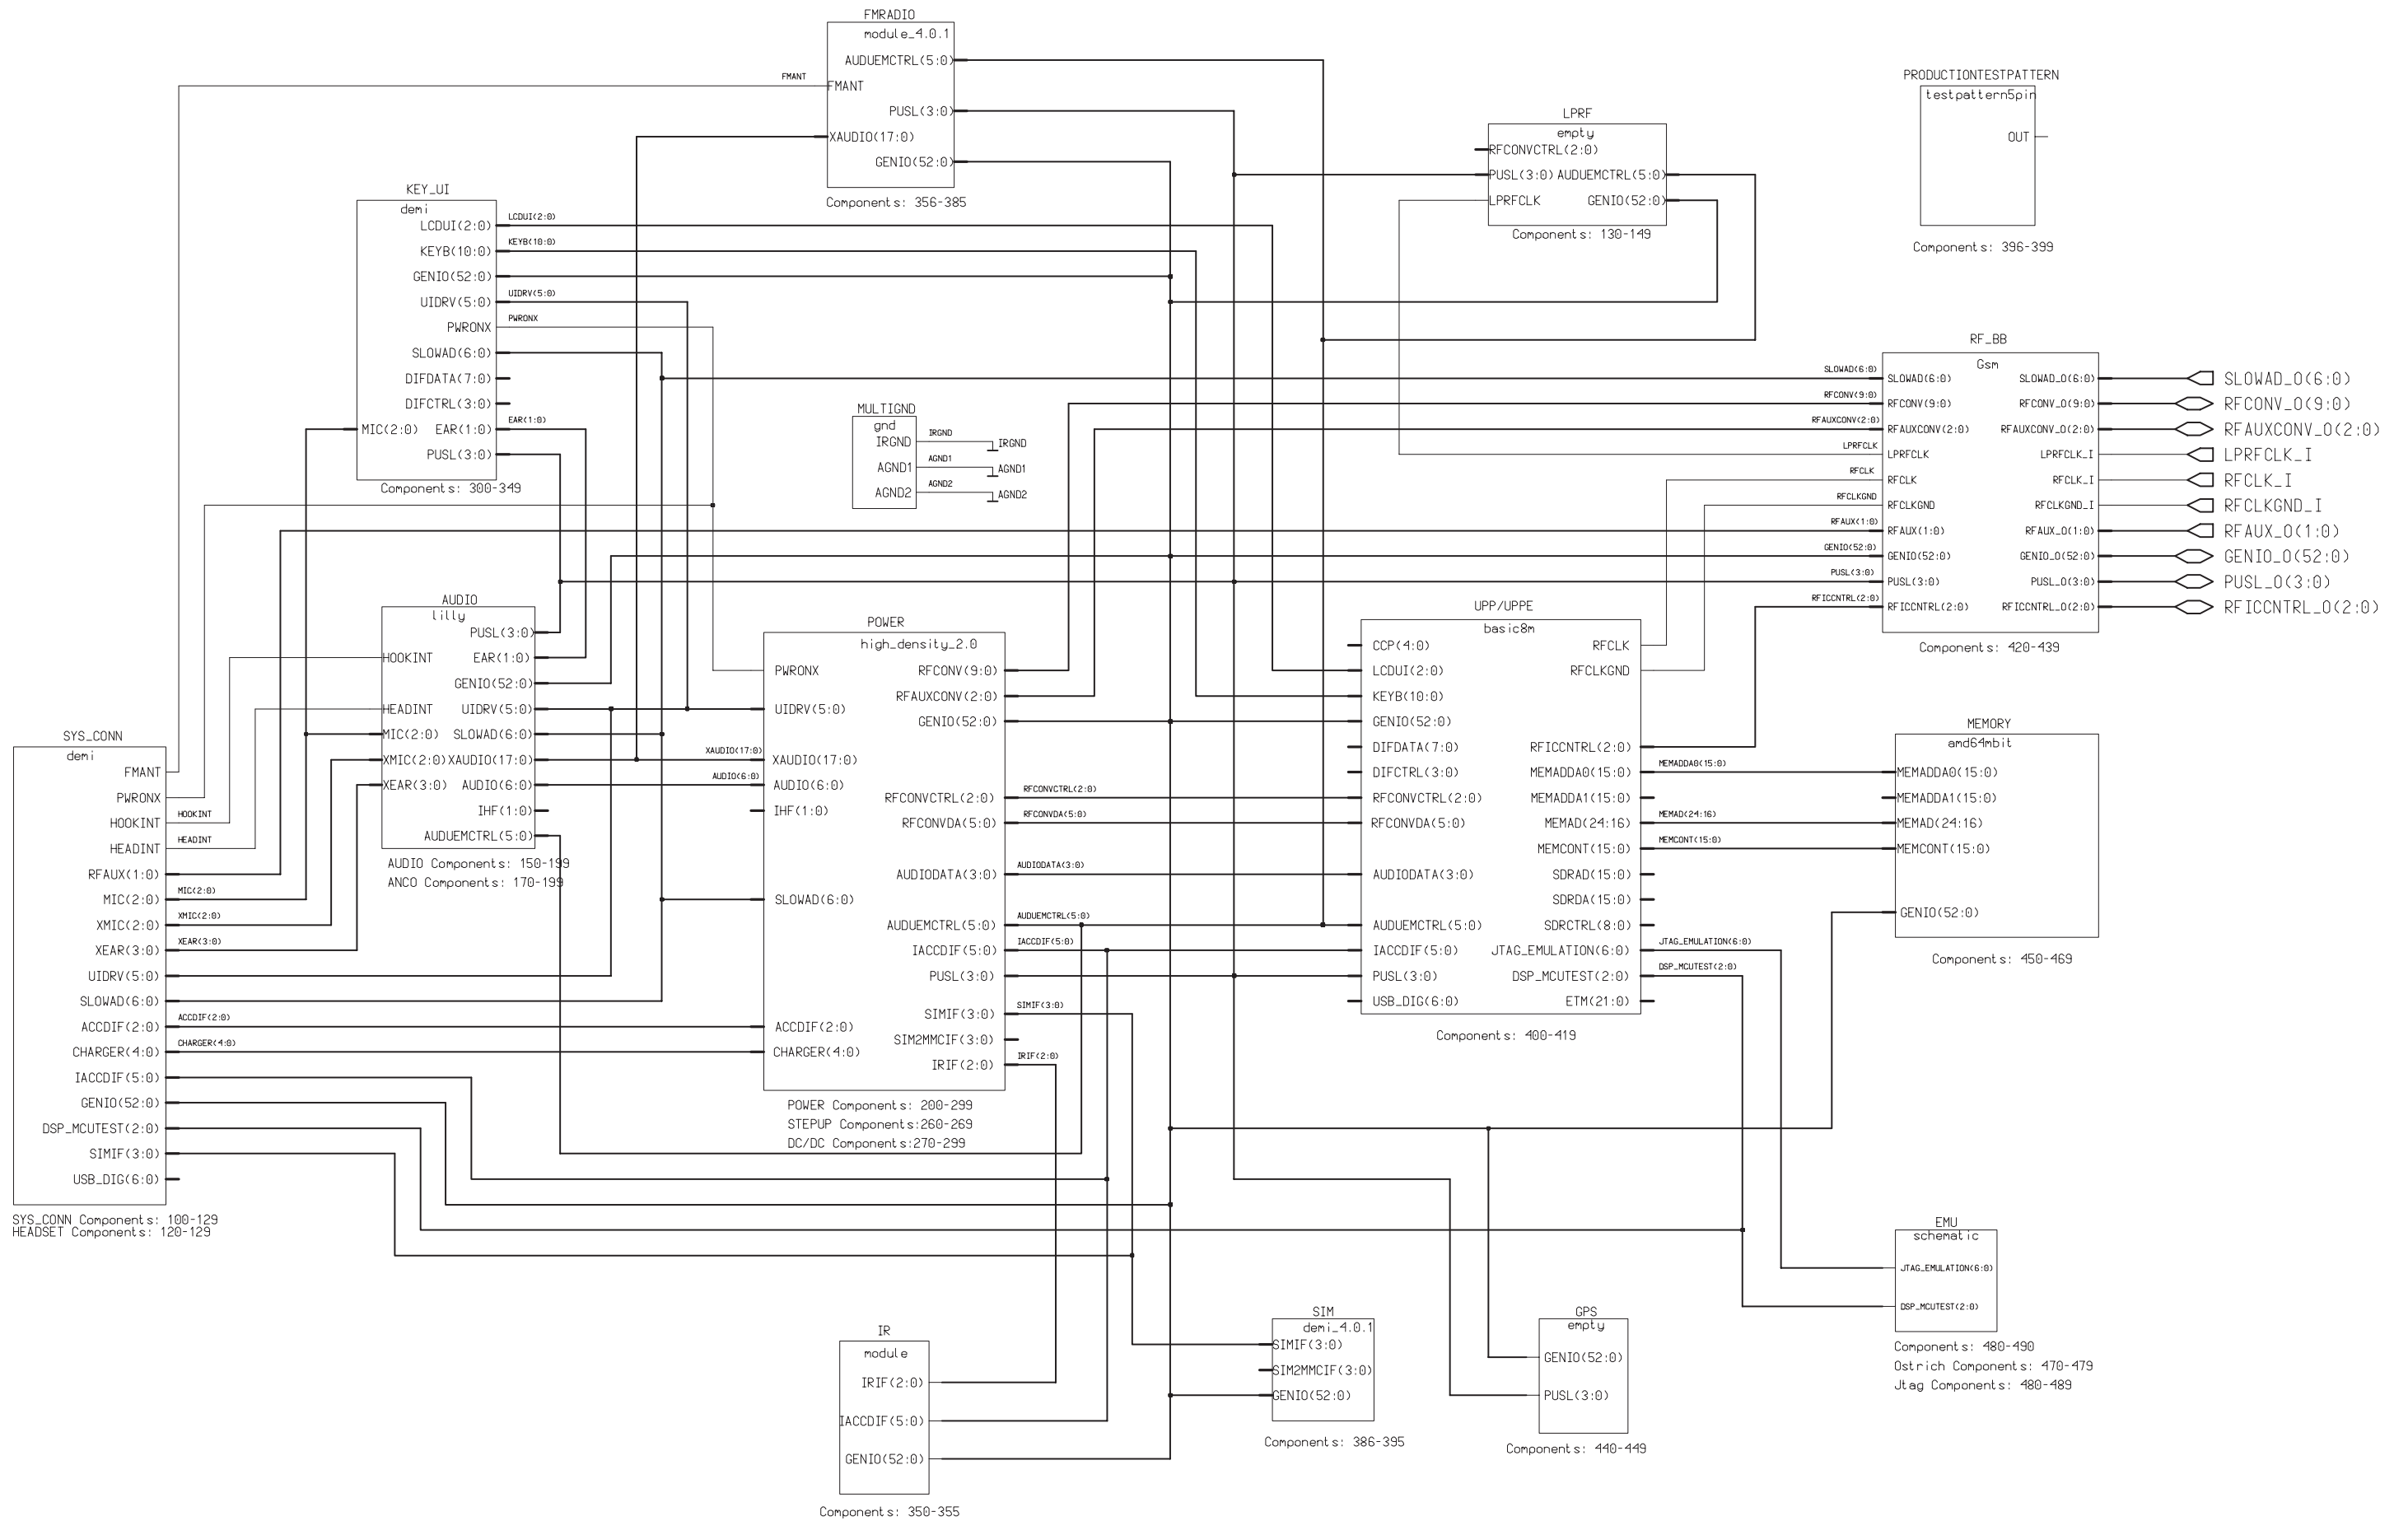 FMRADIO
module_4.0.1
AUDUEMCTRL(5:0)
FMANT
FMANT
PUSL(3:0)
XAUDIO(17:0)
GENIO(52:0)
Components: 356-385
PRODUCTIONTESTPATTERN
testpattern5pin
OUT
Components: 396-399
LPRF
empty
RFCONVCTRL(2:0)
PUSL(3:0) AUDUEMCTRL(5:0)
LPRFCLK GENIO(52:0)
Components: 130-149
KEY_UI
demi
LCDUI(2:0) LCDUI(2:0)
KEYB(10:0) KEYB(10:0)
GENIO(52:0)
UIDRV(5:0) UIDRV(5:0)
PWRONX PWRONX
SLOWAD(6:0)
DIFDATA(7:0)
DIFCTRL(3:0)
MIC(2:0) EAR(1:0) EAR(1:0)
PUSL(3:0)
Components: 300-349
MULTIGND
gnd
IRGND IRGND IRGND
AGND1 AGND1 AGND1
AGND2 AGND2 AGND2
RF_BB
Gsm
SLOWAD(6:0) SLOWAD(6:0) SLOWAD_O(6:0) SLOWAD_O(6:0)
RFCONV(9:0) RFCONV(9:0) RFCONV_O(9:0) RFCONV_O(9:0)
RFAUXCONV(2:0) RFAUXCONV(2:0) RFAUXCONV_O(2:0) RFAUXCONV_O(2:0)
LPRFCLK LPRFCLK LPRFCLK_I LPRFCLK_I
RFCLK RFCLK RFCLK_I RFCLK_I
RFCLKGND RFCLKGND RFCLKGND_I RFCLKGND_I
RFAUX(1:0) RFAUX(1:0) RFAUX_O(1:0) RFAUX_O(1:0)
GENIO(52:0) GENIO(52:0) GENIO_O(52:0) GENIO_O(52:0)
PUSL(3:0) PUSL(3:0) PUSL_O(3:0) PUSL_O(3:0)
RFICCNTRL(2:0) RFICCNTRL(2:0) RFICCNTRL_O(2:0) RFICCNTRL_O(2:0)
Components: 420-439
AUDIO
lilly
PUSL(3:0)
HOOKINT EAR(1:0)
GENIO(52:0)
HEADINT UIDRV(5:0)
MIC(2:0) SLOWAD(6:0)
XMIC(2:0) XAUDIO(17:0)
XEAR(3:0) AUDIO(6:0)
IHF(1:0)
AUDUEMCTRL(5:0)
AUDIO Components: 150-199
ANCO Components: 170-199
POWER
high_density_2.0
PWRONX RFCONV(9:0)
RFAUXCONV(2:0)
UIDRV(5:0) GENIO(52:0)
XAUDIO(17:0) XAUDIO(17:0)
AUDIO(6:0) AUDIO(6:0)
RFCONVCTRL(2:0) RFCONVCTRL(2:0)
IHF(1:0)
RFCONVDA(5:0) RFCONVDA(5:0)
AUDIODATA(3:0) AUDIODATA(3:0)
SLOWAD(6:0)
AUDUEMCTRL(5:0) AUDUEMCTRL(5:0)
IACCDIF(5:0) IACCDIF(5:0)
PUSL(3:0)
SIMIF(3:0) SIMIF(3:0)
ACCDIF(2:0)
SIM2MMCIF(3:0)
CHARGER(4:0)
IRIF(2:0) IRIF(2:0)
POWER Components: 200-299
STEPUP Components:260-269
DC/DC Components:270-299
UPP/UPPE
basic8m
CCP(4:0) RFCLK
LCDUI(2:0) RFCLKGND
KEYB(10:0)
GENIO(52:0)
DIFDATA(7:0) RFICCNTRL(2:0)
DIFCTRL(3:0) MEMADDA0(15:0) MEMADDA0(15:0)
RFCONVCTRL(2:0) MEMADDA1(15:0)
RFCONVDA(5:0) MEMAD(24:16) MEMAD(24:16)
MEMCONT(15:0) MEMCONT(15:0)
AUDIODATA(3:0) SDRAD(15:0)
SDRDA(15:0)
AUDUEMCTRL(5:0) SDRCTRL(8:0)
IACCDIF(5:0) JTAG_EMULATION(6:0) JTAG_EMULATION(6:0)
PUSL(3:0) DSP_MCUTEST(2:0) DSP_MCUTEST(2:0)
USB_DIG(6:0) ETM(21:0)
Components: 400-419
MEMORY
amd64mbit
MEMADDA0(15:0)
MEMADDA1(15:0)
MEMAD(24:16)
MEMCONT(15:0)
GENIO(52:0)
Components: 450-469
SYS_CONN
demi
FMANT
PWRONX
HOOKINT HOOKINT
HEADINT HEADINT
RFAUX(1:0)
MIC(2:0) MIC(2:0)
XMIC(2:0) XMIC(2:0)
XEAR(3:0) XEAR(3:0)
UIDRV(5:0)
SLOWAD(6:0)
ACCDIF(2:0) ACCDIF(2:0)
CHARGER(4:0) CHARGER(4:0)
IACCDIF(5:0)
GENIO(52:0)
DSP_MCUTEST(2:0)
SIMIF(3:0)
USB_DIG(6:0)
SYS_CONN Components: 100-129
HEADSET Components: 120-129
EMU
schematic
JTAG_EMULATION(6:0)
DSP_MCUTEST(2:0)
Components: 480-490
Ostrich Components: 470-479
Jtag Components: 480-489
IR
module
IRIF(2:0)
IACCDIF(5:0)
GENIO(52:0)
Components: 350-355
SIM
demi_4.0.1
SIMIF(3:0)
SIM2MMCIF(3:0)
GENIO(52:0)
Components: 386-395
GPS
empty
GENIO(52:0)
PUSL(3:0)
Components: 440-449